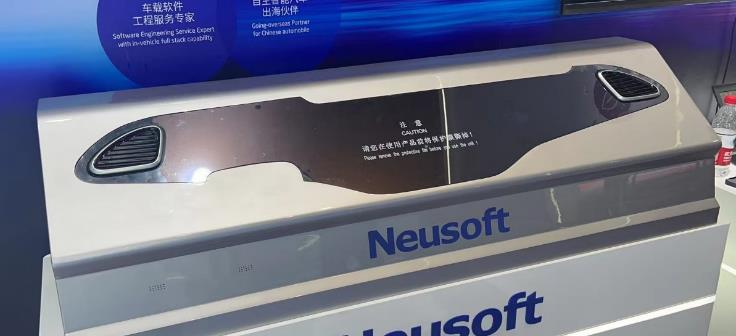 车载软件
工程服务专家
Software Engineering Service Expert
with in-vehicle full stack capability
出海伙伴
Going-overseas Partner
for Chinese automobile
注 意
CAUTION
请您在使用产品前将保护膜撕掉!
Please remove the protective film before you use the unit !
Neusoft
Neusoft